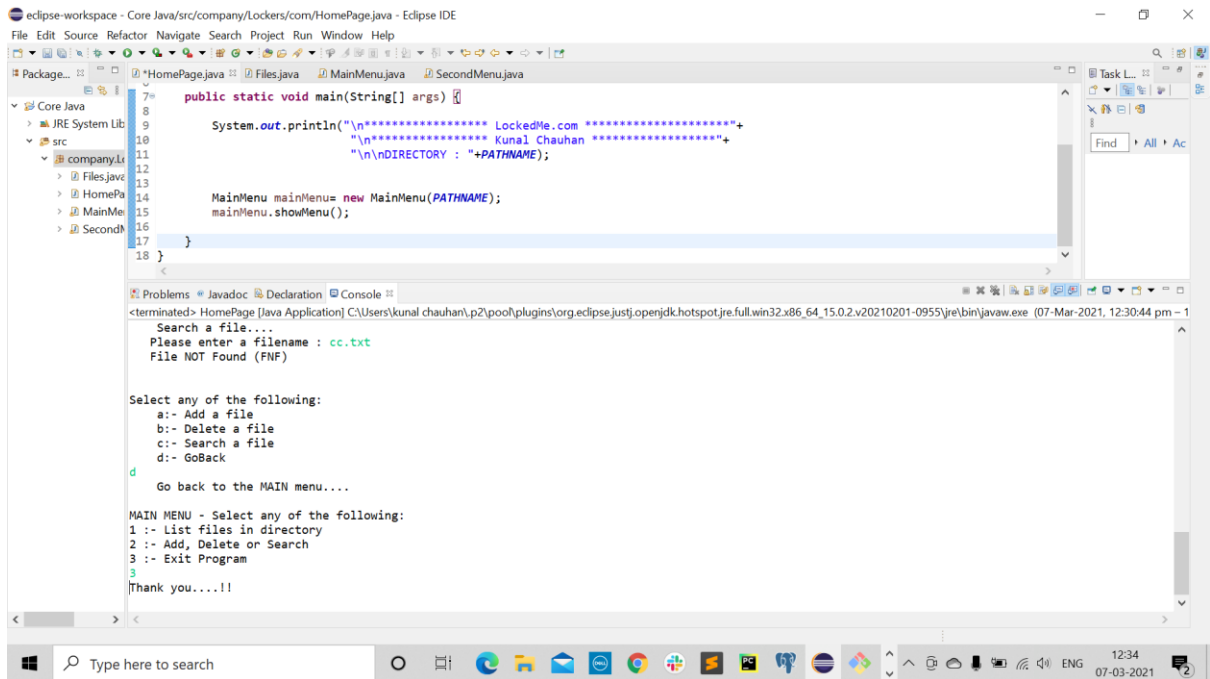 eclipse-workspace - Core Java/src/company/Lockers/com/HomePage.java - Eclipse IDE
File Edit Source Refactor Navigate Search Project Run Window Help
Package...
*HomePage.java Files.java MainMenu.java SecondMenu.java
Task L...
Core Java
JRE System Lib
src
company.Lo
Files.java
HomePa
MainMe
SecondM
7 public static void main(String[] args) {
8
9 System.out.println("\n****************** LockedMe.com *********************"+
10 "\n***************** Kunal Chauhan ******************"+
11 "\n\nDIRECTORY : "+PATHNAME);
12
13
14 MainMenu mainMenu= new MainMenu(PATHNAME);
15 mainMenu.showMenu();
16
17 }
18 }
Find All Ac
Problems Javadoc Declaration Console
<terminated> HomePage [Java Application] C:\Users\kunal chauhan\.p2\pool\plugins\org.eclipse.justj.openjdk.hotspot.jre.full.win32.x86_64_15.0.2.v20210201-0955\jre\bin\javaw.exe (07-Mar-2021, 12:30:44 pm – 1
Search a file....
Please enter a filename : cc.txt
File NOT Found (FNF)
Select any of the following:
a:- Add a file
b:- Delete a file
c:- Search a file
d:- GoBack
d
Go back to the MAIN menu....
MAIN MENU - Select any of the following:
1 :- List files in directory
2 :- Add, Delete or Search
3 :- Exit Program
3
Thank you....!!
Type here to search
DELL
PC
ENG
12:34
07-03-2021
2